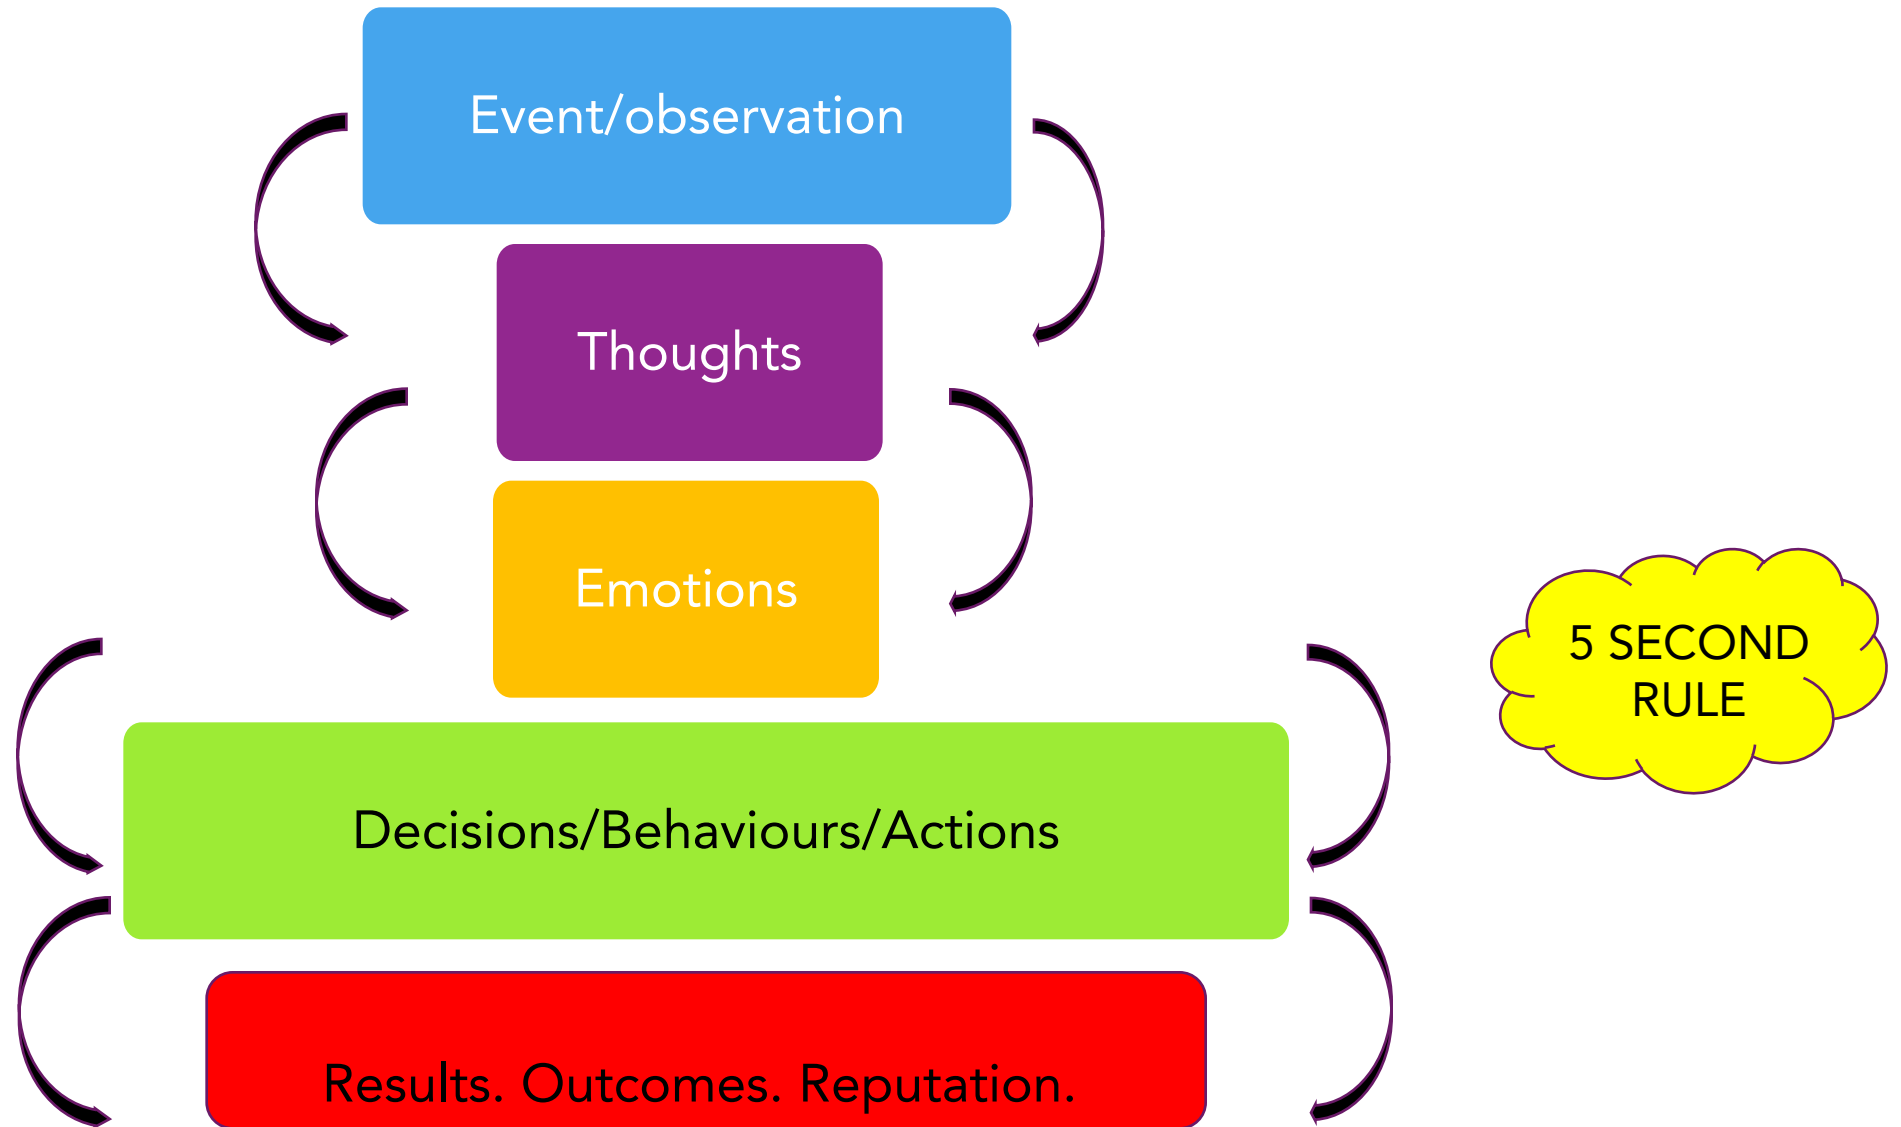 Event/observation
Thoughts
Emotions
5 SECOND
RULE
Decisions/Behaviours/Actions
Results. Outcomes. Reputation.